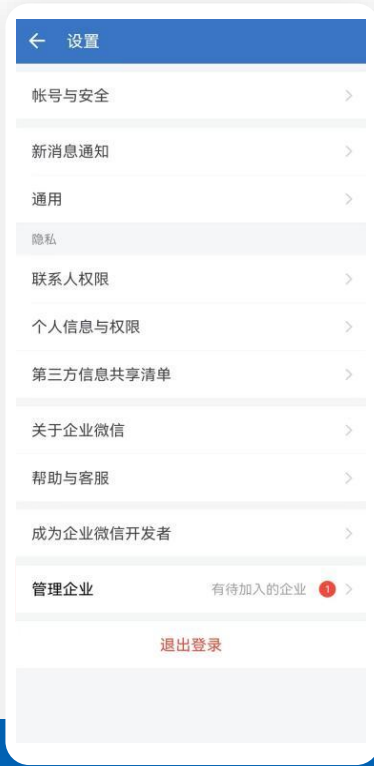 设置
帐号与安全
新消息通知
通用
隐私
联系人权限
个人信息与权限
第三方信息共享清单
关于企业微信
帮助与客服
成为企业微信开发者
管理企业 有待加入的企业 1
退出登录